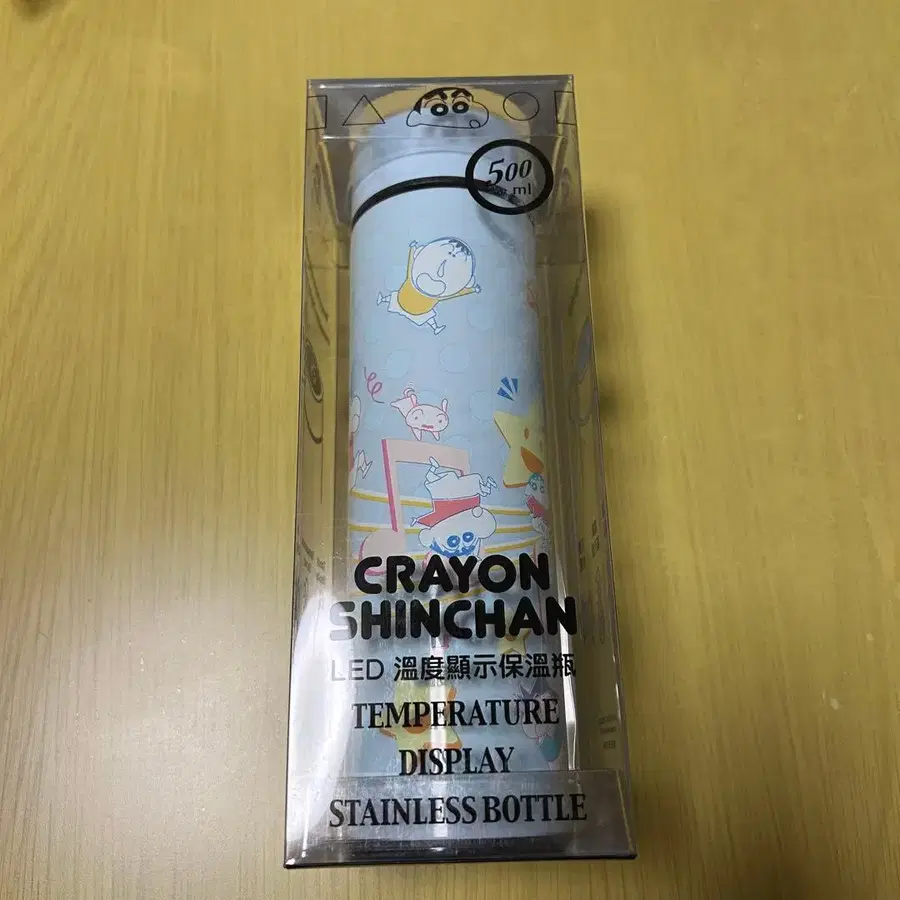 500
ml
CRAYON
SHINCHAN
LED 溫度顯示保溫瓶
TEMPERATURE
DISPLAY
STAINLESS BOTTLE